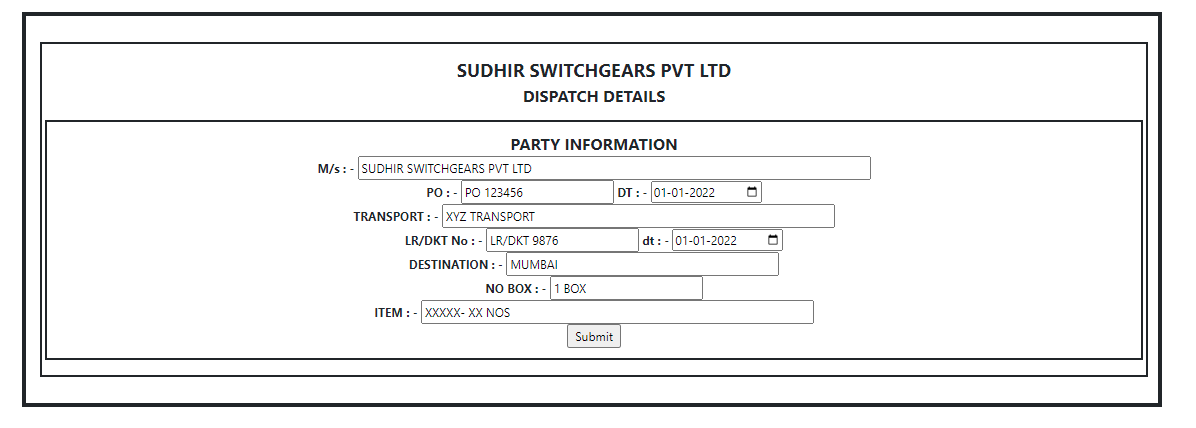 SUDHIR SWITCHGEARS PVT LTD
DISPATCH DETAILS
PARTY INFORMATION
M/s : - SUDHIR SWITCHGEARS PVT LTD
PO : - PO 123456 DT : - 01-01-2022
TRANSPORT : - XYZ TRANSPORT
LR/DKT No : - LR/DKT 9876 dt : - 01-01-2022
DESTINATION : - MUMBAI
NO BOX : - 1 BOX
ITEM : - XXXXX- XX NOS
Submit